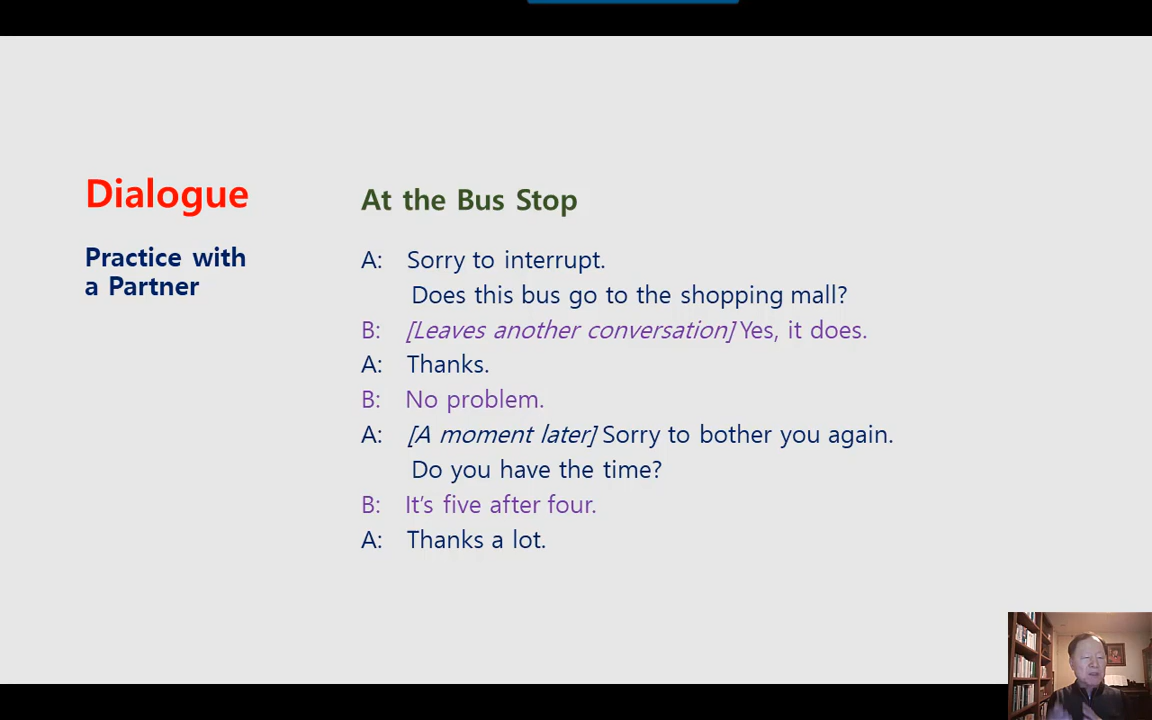 Dialogue
Practice with
a Partner
At the Bus Stop
A: Sorry to interrupt.
Does this bus go to the shopping mall?
B: [Leaves another conversation] Yes, it does.
A: Thanks.
B: No problem.
A: [A moment later] Sorry to bother you again.
Do you have the time?
B: It's five after four.
A: Thanks a lot.